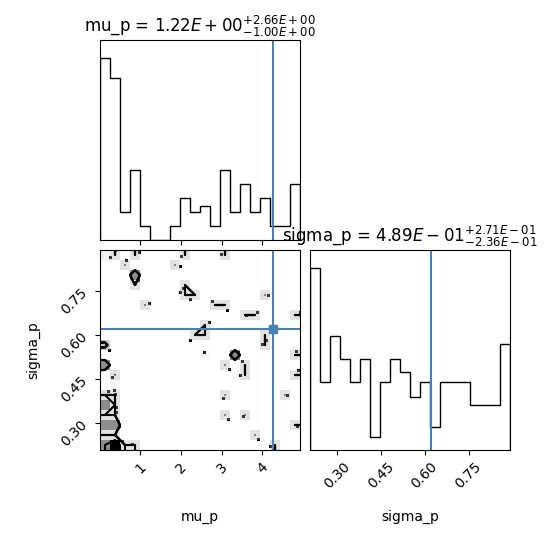 mu_p = 1.22E + 00+2.66E+00−1.00E+00
sigma_p = 4.89E − 01+2.71E−01−2.36E−01
0.75
0.60
0.45
0.30
sigma_p
1 2 3 4
0.30 0.45 0.60 0.75
mu_p
sigma_p